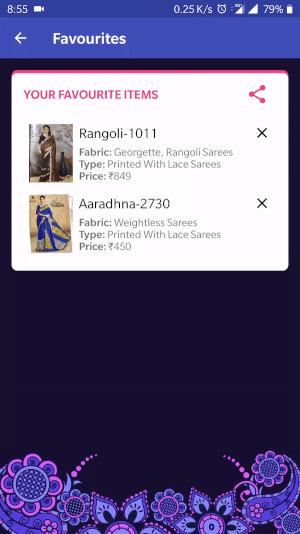 8:55 0.25 K/s 79%
Favourites
YOUR FAVOURITE ITEMS
Rangoli-1011
Fabric: Georgette, Rangoli Sarees
Type: Printed With Lace Sarees
Price: ₹849
Aaradhna-2730
Fabric: Weightless Sarees
Type: Printed With Lace Sarees
Price: ₹450